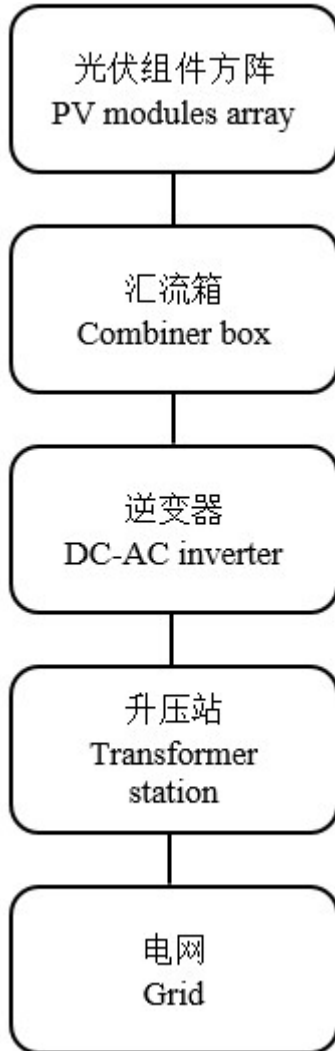 光伏组件方阵
PV modules array
汇流箱
Combiner box
逆变器
DC-AC inverter
升压站
Transformer
station
电网
Grid